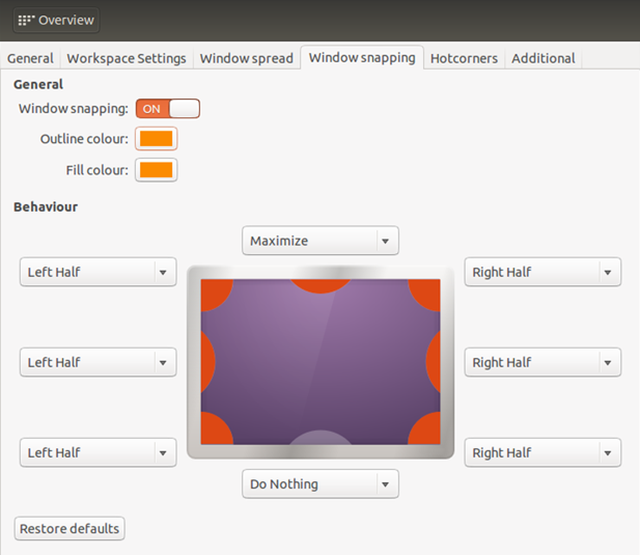 Overview
General Workspace Settings Window spread Window snapping Hotcorners Additional
General
Window snapping: ON
Outline colour:
Fill colour:
Behaviour
Maximize
Left Half Right Half
Left Half Right Half
Left Half Right Half
Do Nothing
Restore defaults